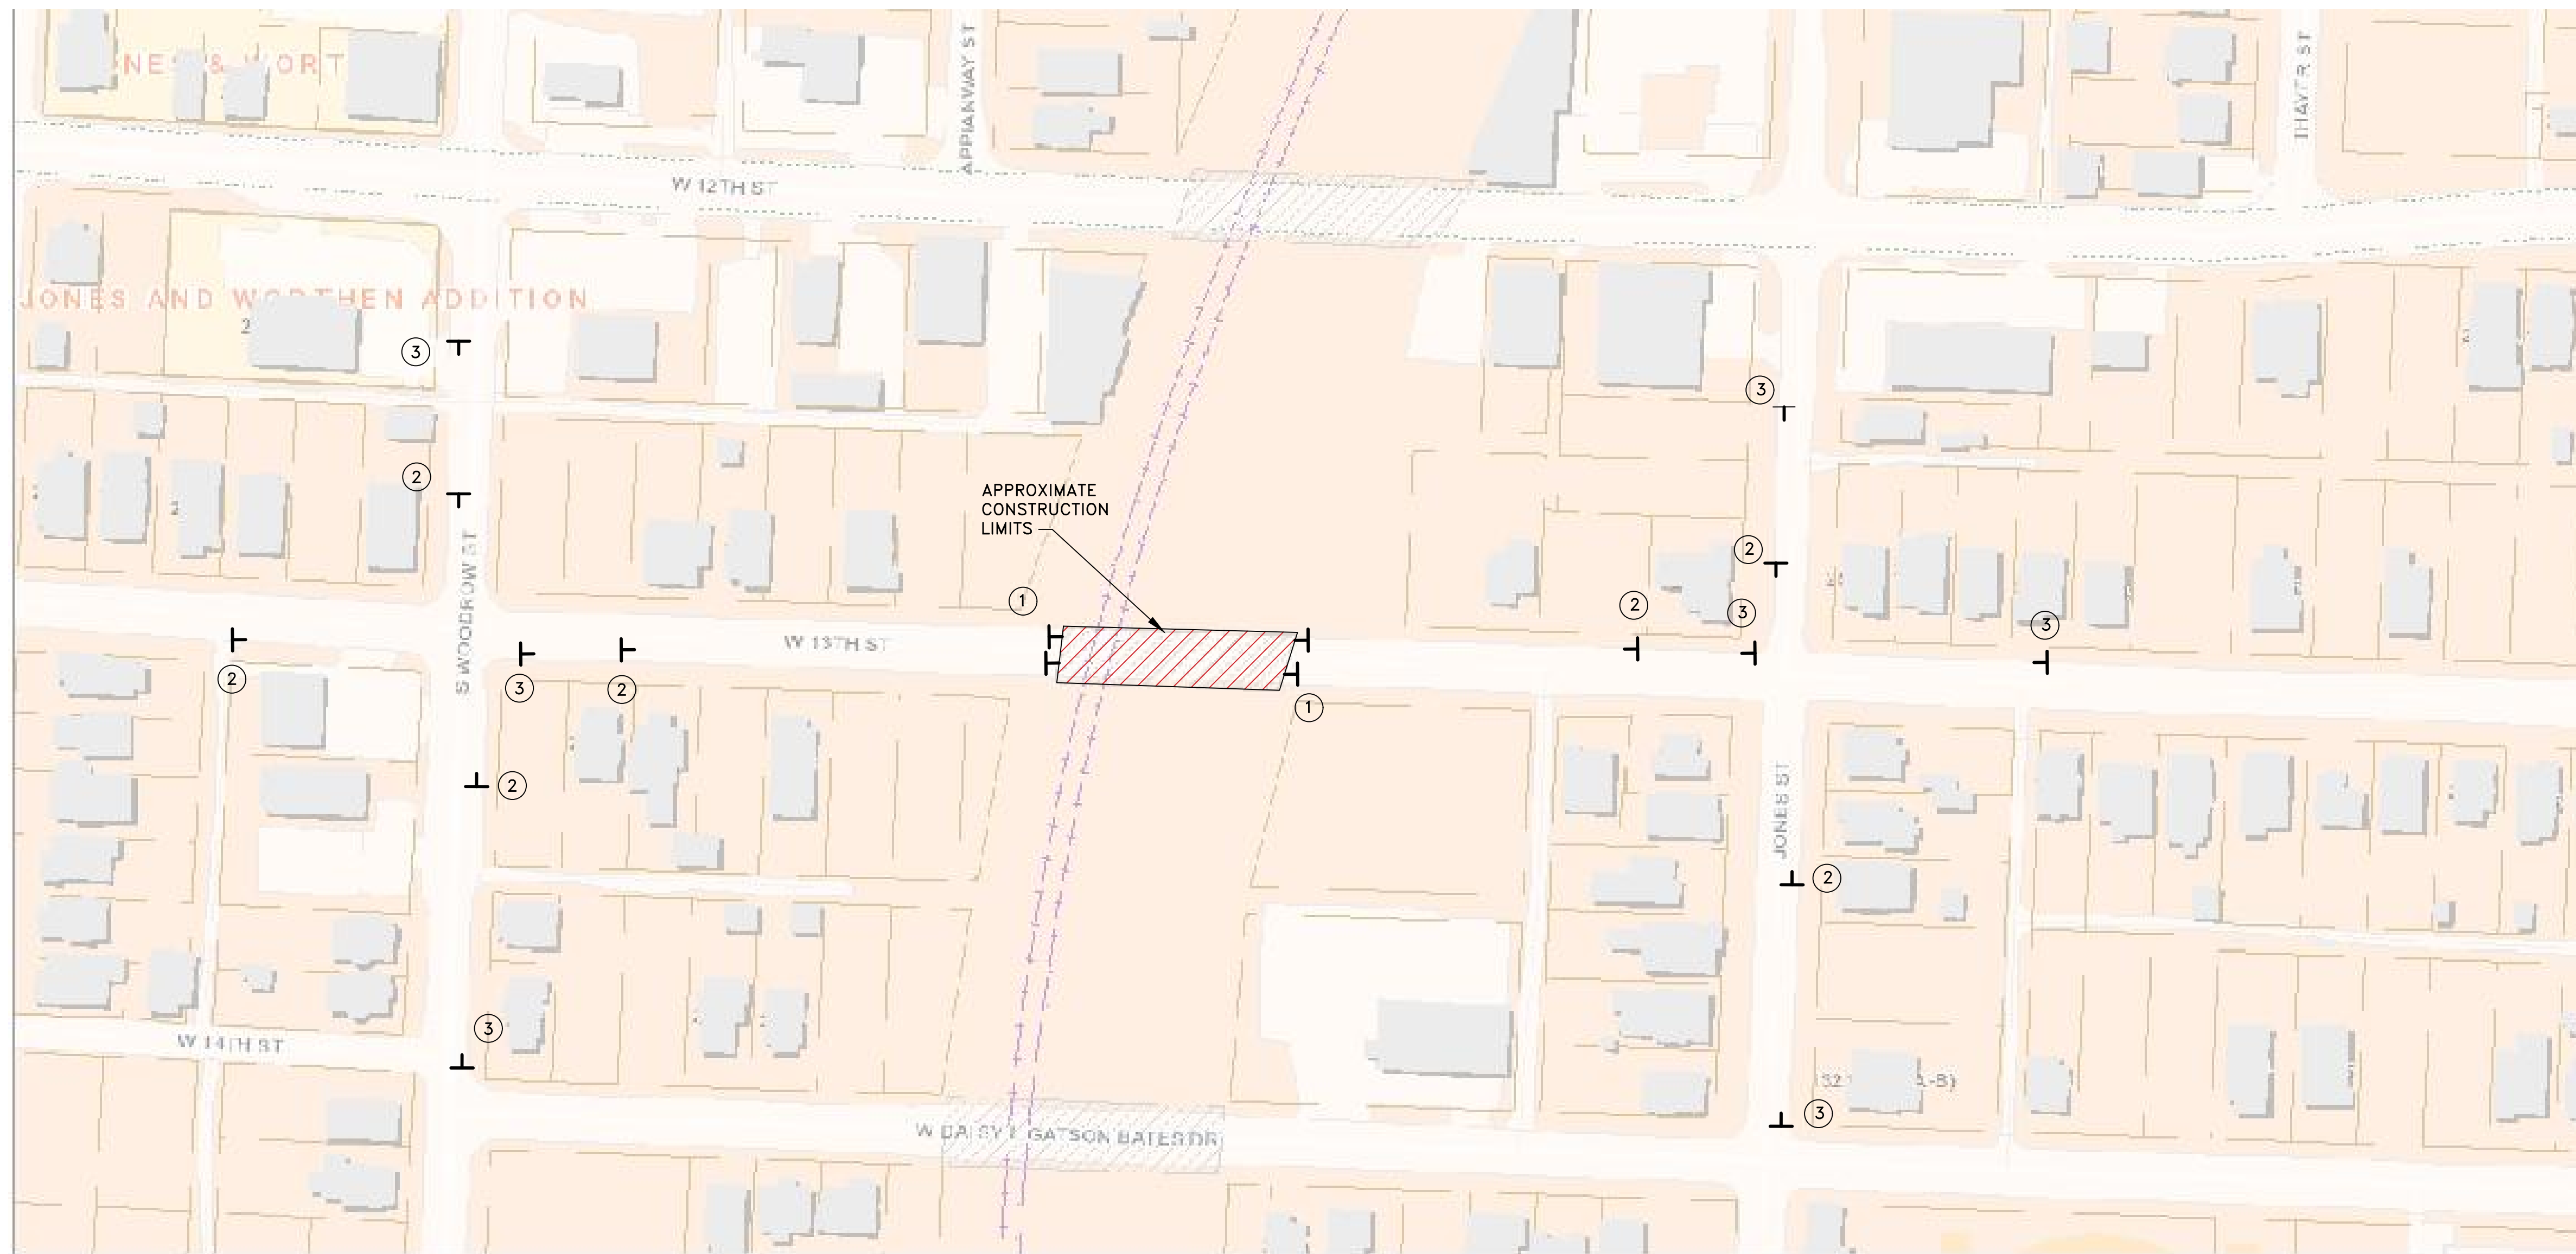 APPIANWAY ST
THAYER ST
W 12TH ST
JONES AND WORTHEN ADDITION
2
3
3
2
2
APPROXIMATE
CONSTRUCTION
LIMITS
2
S WOODROW ST
1
2
2
3
3
W 13TH ST
2
3
2
1
2
JONES ST
2
3
W 14TH ST
3
W DAISY L GATSON BATES DR